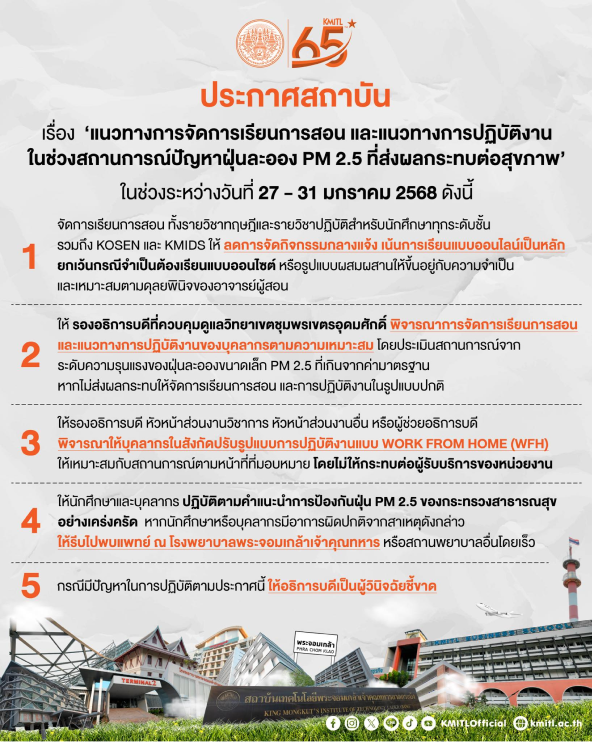 KMITL
65
ประกาศสถาบัน
เรื่อง ‘แนวทางการจัดการเรียนการสอน และแนวทางการปฏิบัติงาน
ในช่วงสถานการณ์ปัญหาฝุ่นละออง PM 2.5 ที่ส่งผลกระทบต่อสุขภาพ’
ในช่วงระหว่างวันที่ 27 – 31 มกราคม 2568 ดังนี้
1
จัดการเรียนการสอน ทั้งรายวิชาทฤษฎีและรายวิชาปฏิบัติสำหรับนักศึกษาทุกระดับชั้น
รวมถึง KOSEN และ KMIDS ให้ ลดการจัดกิจกรรมกลางแจ้ง เน้นการเรียนแบบออนไลน์เป็นหลัก
ยกเว้นกรณีจำเป็นต้องเรียนแบบออนไซต์ หรือรูปแบบผสมผสานให้ขึ้นอยู่กับความจำเป็น
และเหมาะสมตามดุลยพินิจของอาจารย์ผู้สอน
2
ให้ รองอธิการบดีที่ควบคุมดูแลวิทยาเขตชุมพรเขตรอุดมศักดิ์ พิจารณาการจัดการเรียนการสอน
และแนวทางการปฏิบัติงานของบุคลากรตามความเหมาะสม โดยประเมินสถานการณ์จาก
ระดับความรุนแรงของฝุ่นละอองขนาดเล็ก PM 2.5 ที่เกินจากค่ามาตรฐาน
หากไม่ส่งผลกระทบให้จัดการเรียนการสอน และการปฏิบัติงานในรูปแบบปกติ
3
ให้รองอธิการบดี หัวหน้าส่วนงานวิชาการ หัวหน้าส่วนงานอื่น หรือผู้ช่วยอธิการบดี
พิจารณาให้บุคลากรในสังกัดปรับรูปแบบการปฏิบัติงานแบบ WORK FROM HOME (WFH)
ให้เหมาะสมกับสถานการณ์ตามหน้าที่ที่มอบหมาย โดยไม่ให้กระทบต่อผู้รับบริการของหน่วยงาน
4
ให้นักศึกษาและบุคลากร ปฏิบัติตามคำแนะนำการป้องกันฝุ่น PM 2.5 ของกระทรวงสาธารณสุข
อย่างเคร่งครัด หากนักศึกษาหรือบุคลากรมีอาการผิดปกติจากสาเหตุดังกล่าว
ให้รีบไปพบแพทย์ ณ โรงพยาบาลพระจอมเกล้าเจ้าคุณทหาร หรือสถานพยาบาลอื่นโดยเร็ว
5
กรณีมีปัญหาในการปฏิบัติตามประกาศนี้ ให้อธิการบดีเป็นผู้วินิจฉัยชี้ขาด
พระจอมเกล้า
PHRA CHOM KLAO
TERMINAL 2
สถาบันเทคโนโลยีพระจอมเกล้าเจ้าคุณทหารลาดกระบัง
KING MONGKUT'S INSTITUTE OF TECHNOLOGY LADKRABANG
KMITLOfficial kmitl.ac.th